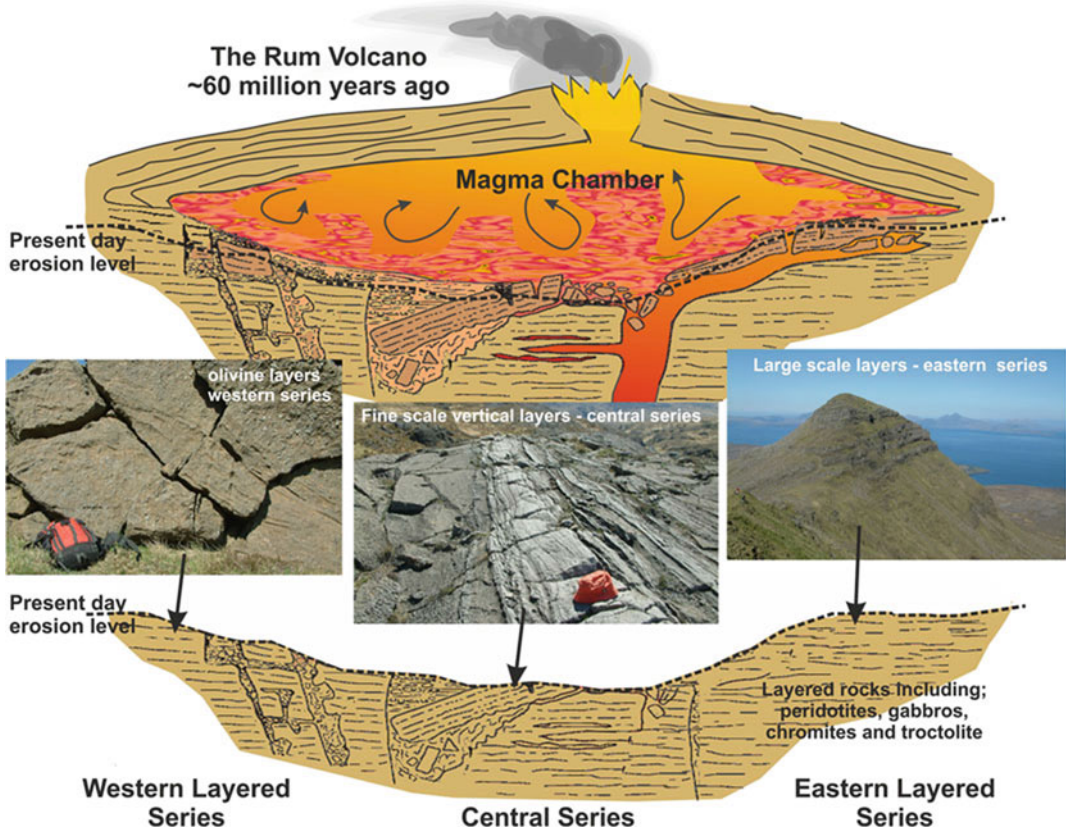 The Rum Volcano
~60 million years ago
Magma Chamber
Present day
erosion level
olivine layers
western series
Fine scale vertical layers - central series
Large scale layers - eastern series
Present day
erosion level
Layered rocks including;
peridotites, gabbros,
chromites and troctolite
Western Layered
Series
Central Series
Eastern Layered
Series